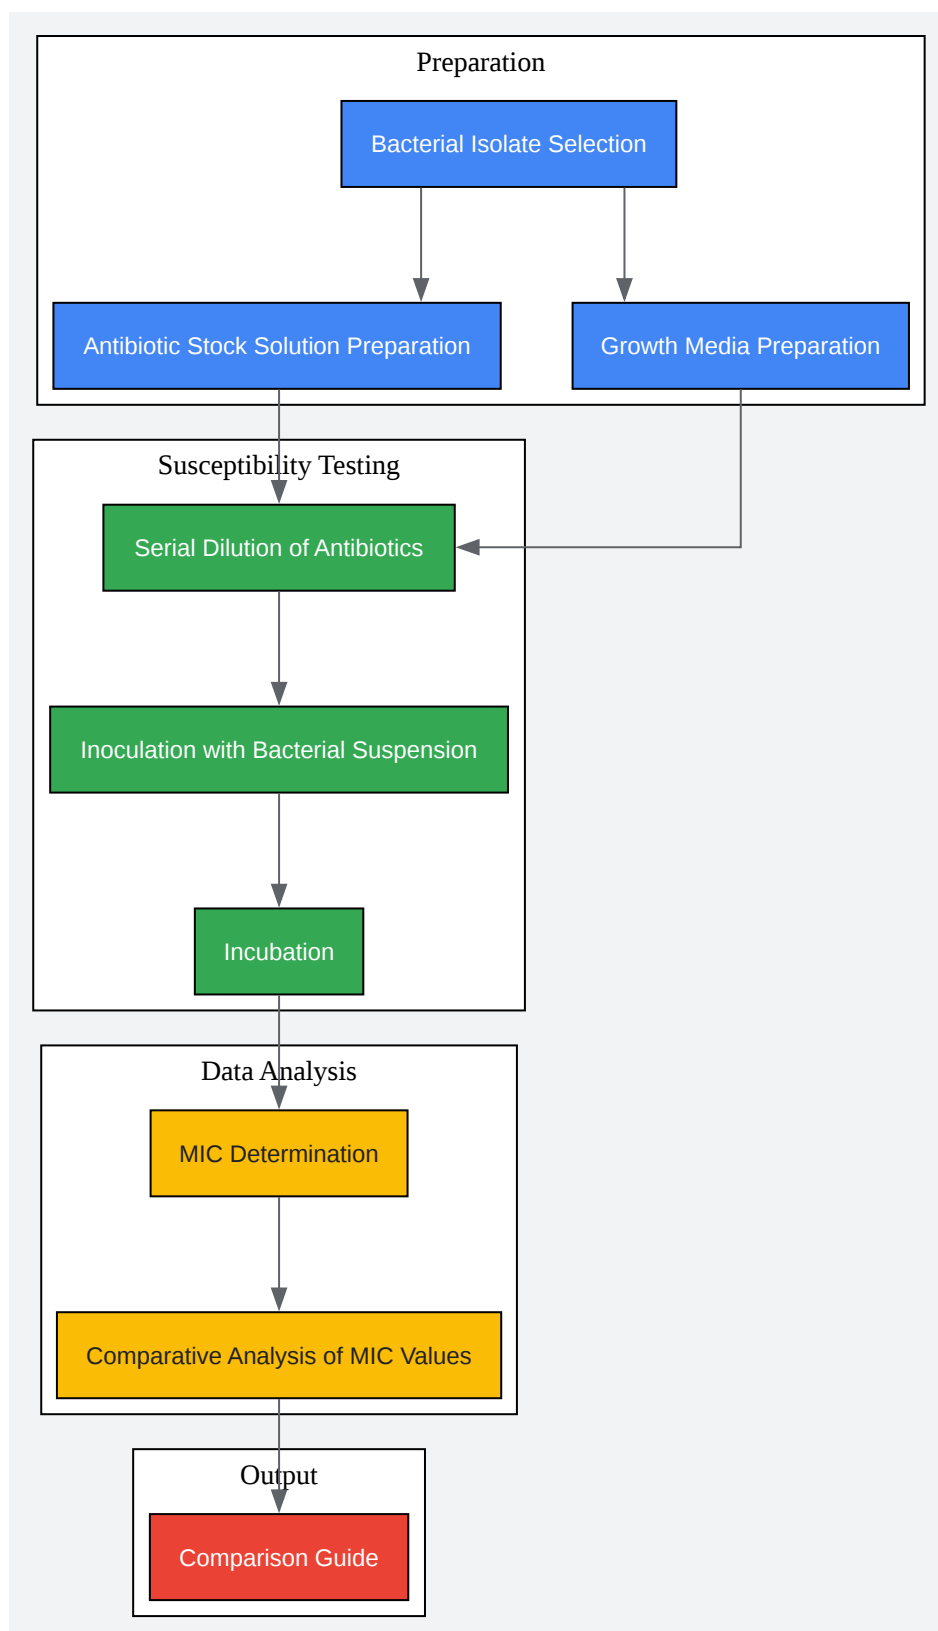 Preparation
Bacterial Isolate Selection
Antibiotic Stock Solution Preparation
Growth Media Preparation
Susceptibility Testing
Serial Dilution of Antibiotics
Inoculation with Bacterial Suspension
Incubation
Data Analysis
MIC Determination
Comparative Analysis of MIC Values
Output
Comparison Guide